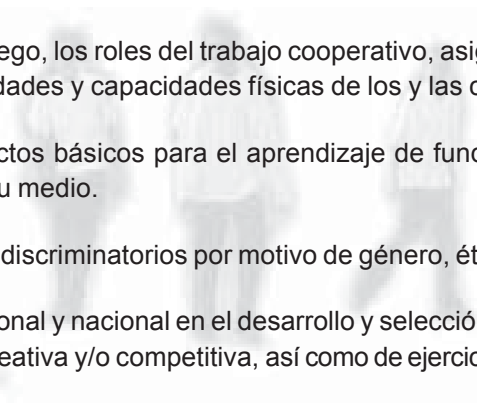 ego, los roles del trabajo cooperativo, asig
dades y capacidades físicas de los y las c
ctos básicos para el aprendizaje de func
u medio.
discriminatorios por motivo de género, ét
onal y nacional en el desarrollo y selecció
eativa y/o competitiva, así como de ejercic